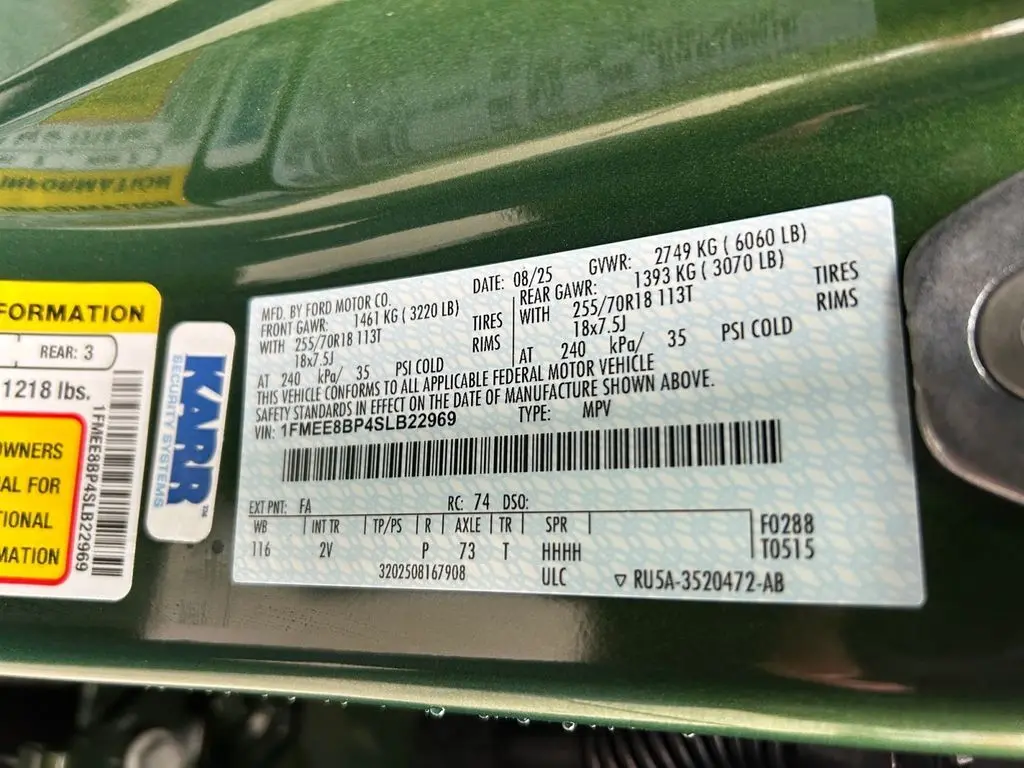 FORMATION
REAR: 3
1218 lbs.
OWNERS
AL FOR
TIONAL
MATION
1FMEE8BP4SLB22969
KARR™
SECURITY SYSTEMS
MFD. BY FORD MOTOR CO.
DATE: 08/25 GVWR: 2749 KG ( 6060 LB)
FRONT GAWR: 1461 KG ( 3220 LB)
WITH 255/70R18 113T TIRES
18x7.5J RIMS
AT 240 kPa/ 35 PSI COLD
REAR GAWR: 1393 KG ( 3070 LB)
WITH 255/70R18 113T TIRES
18x7.5J RIMS
AT 240 kPa/ 35 PSI COLD
THIS VEHICLE CONFORMS TO ALL APPLICABLE FEDERAL MOTOR VEHICLE
SAFETY STANDARDS IN EFFECT ON THE DATE OF MANUFACTURE SHOWN ABOVE.
VIN: 1FMEE8BP4SLB22969 TYPE: MPV
EXT PNT: FA RC: 74 DSO:
WB INT TR TP/PS R AXLE TR SPR
116 2V P 73 T HHHH
F0288
T0515
3202508167908 ULC ▽ RU5A-3520472-AB